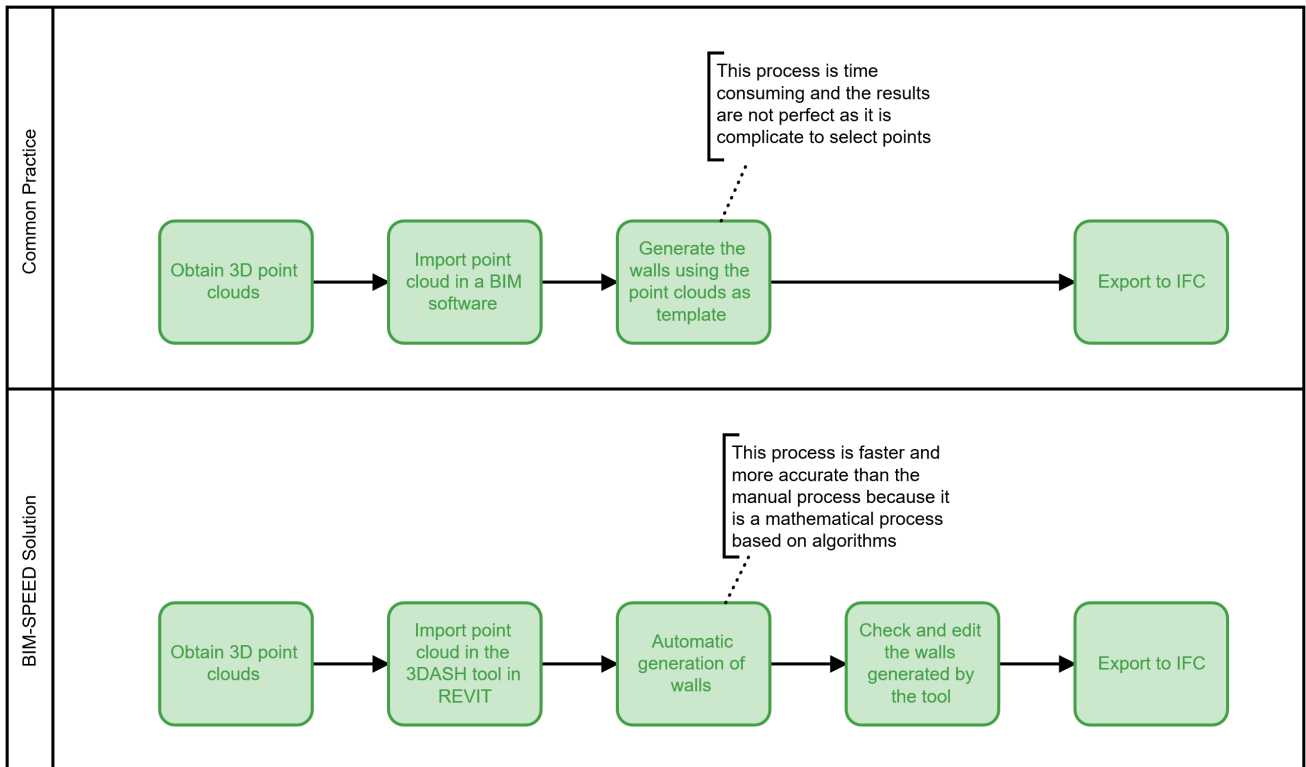 Common Practice
This process is time
consuming and the results
are not perfect as it is
complicate to select points
Obtain 3D point
clouds
Import point
cloud in a BIM
software
Generate the
walls using the
point clouds as
template
Export to IFC
BIM-SPEED Solution
This process is faster and
more accurate than the
manual process because it
is a mathematical process
based on algorithms
Obtain 3D point
clouds
Import point
cloud in the
3DASH tool in
REVIT
Automatic
generation of
walls
Check and edit
the walls
generated by
the tool
Export to IFC